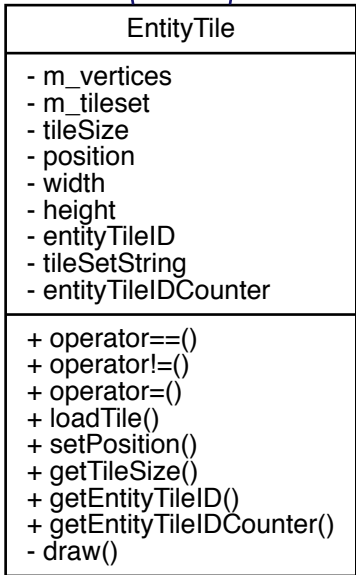 EntityTile
- m_vertices
- m_tileset
- tileSize
- position
- width
- height
- entityTileID
- tileSetString
- entityTileIDCounter
+ operator==()
+ operator!=()
+ operator=()
+ loadTile()
+ setPosition()
+ getTileSize()
+ getEntityTileID()
+ getEntityTileIDCounter()
- draw()